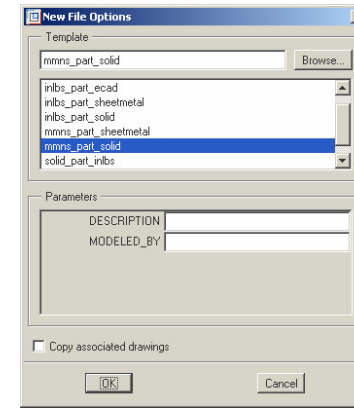 New File Options
Template
mmns_part_solid
Browse...
inlbs_part_ecad
inlbs_part_sheetmetal
inlbs_part_solid
mmns_part_sheetmetal
mmns_part_solid
solid_part_inlbs
Parameters
DESCRIPTION
MODELED_BY
Copy associated drawings
OK
Cancel